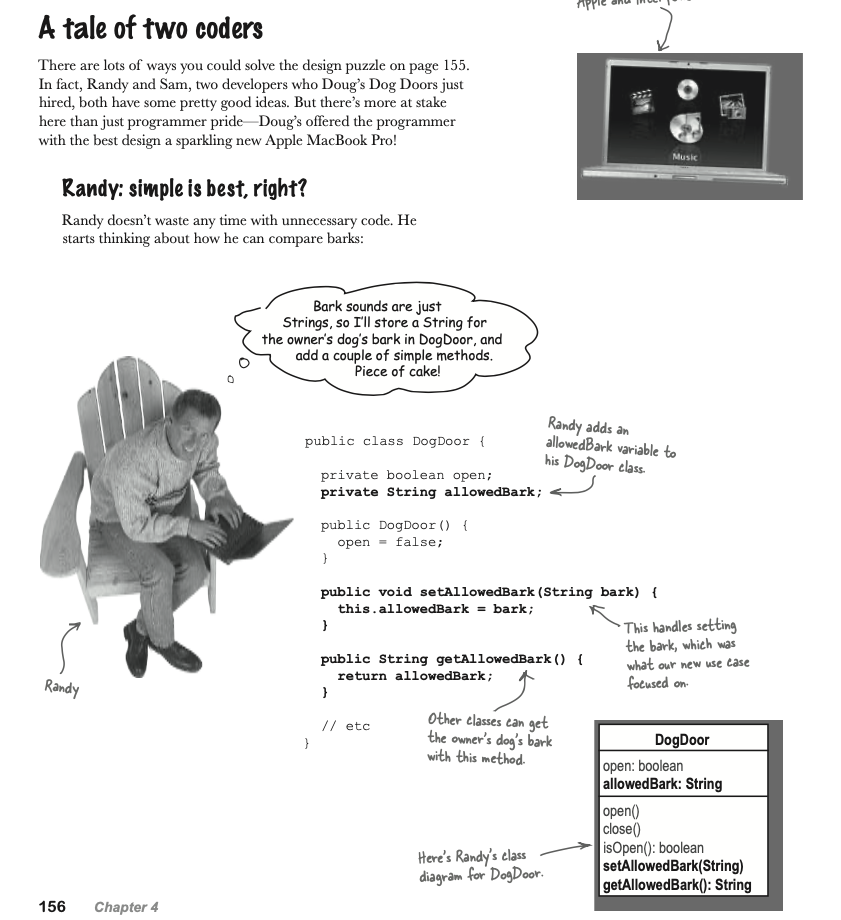 Apple and
A tale of two coders
There are lots of ways you could solve the design puzzle on page 155.
In fact, Randy and Sam, two developers who Doug's Dog Doors just
hired, both have some pretty good ideas. But there's more at stake
here than just programmer pride—Doug's offered the programmer
with the best design a sparkling new Apple MacBook Pro!
Music
Randy: simple is best, right?
Randy doesn't waste any time with unnecessary code. He
starts thinking about how he can compare barks:
Bark sounds are just
Strings, so I'll store a String for
the owner's dog's bark in DogDoor, and
add a couple of simple methods.
Piece of cake!
public class DogDoor {
private boolean open;
private String allowedBark;
public DogDoor() {
open = false;
}
public void setAllowedBark(String bark) {
this.allowedBark = bark;
}
public String getAllowedBark() {
return allowedBark;
}
// etc
}
Randy adds an
allowedBark variable to
his DogDoor class.
This handles setting
the bark, which was
what our new use case
focused on.
Randy
Other classes can get
the owner's dog's bark
with this method.
DogDoor
open: boolean
allowedBark: String
open()
close()
isOpen(): boolean
setAllowedBark(String)
getAllowedBark(): String
Here's Randy's class
diagram for DogDoor.
156 Chapter 4